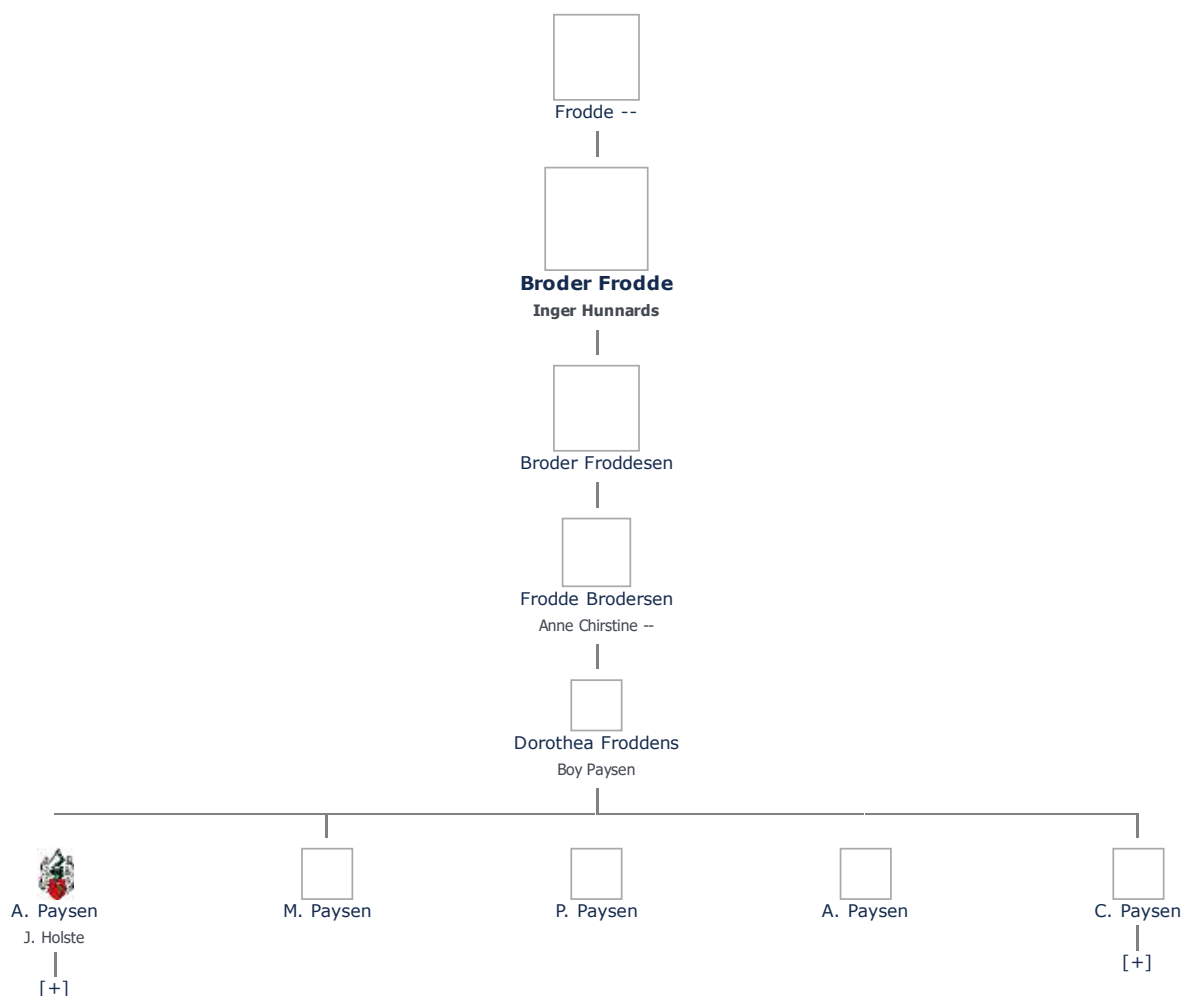 Frodde --
Broder Frodde
Inger Hunnards
Broder Froddesen
Frodde Brodersen
Anne Chirstine --
Dorothea Froddens
Boy Paysen
A. Paysen
M. Paysen
P. Paysen
A. Paysen
C. Paysen
J. Holste
[+]
[+]